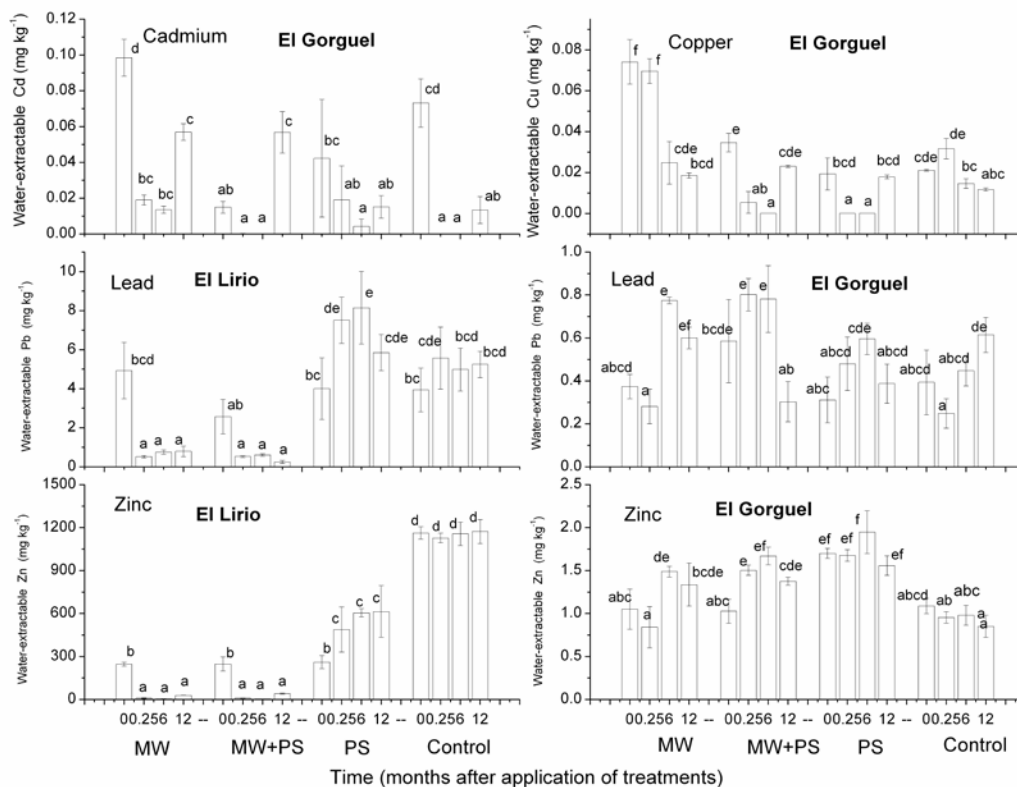 Cadmium El Gorguel
Water-extractable Cd (mg kg⁻¹)
0.12
0.10
0.08
0.06
0.04
0.02
0.00
d bc bc c ab a a c bc ab a ab cd a a ab
Copper El Gorguel
Water-extractable Cu (mg kg⁻¹)
0.08
0.06
0.04
0.02
0.00
f f cde bcd e ab a cde bcd a a bcd cde de bc abc
Lead El Lirio
Water-extractable Pb (mg kg⁻¹)
10
8
6
4
2
0
bcd a a a ab a a a bc de e cde bcd cde bcd bcd
Lead El Gorguel
Water-extractable Pb (mg kg⁻¹)
1.0
0.8
0.6
0.4
0.2
0.0
abcd a e ef bcde e e ab abc abcd cde abcd abcd a abcd de
Zinc El Lirio
Water-extractable Zn (mg kg⁻¹)
1500
1200
900
600
300
0
b a a a b a a a b c c c d d d d
Zinc El Gorguel
Water-extractable Zn (mg kg⁻¹)
2.5
2.0
1.5
1.0
0.5
0.0
abc a de bcde abc e ef cde ef ef f ef abcd ab abc a a
00.256 12 -- 00.256 12 -- 00.256 12 -- 00.256 12
MW MW+PS PS Control
00.256 12 -- 00.256 12 -- 00.256 12 -- 00.256 12
MW MW+PS PS Control
Time (months after application of treatments)